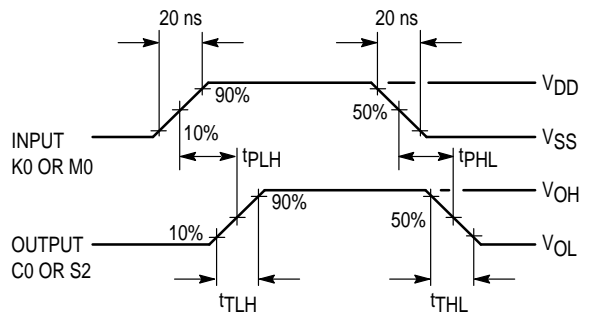 20 ns
20 ns
90%
50%
VDD
10%
INPUT
K0 OR M0
tPLH
tPHL
VSS
90%
50%
VOH
10%
OUTPUT
C0 OR S2
VOL
tTLH
tTHL